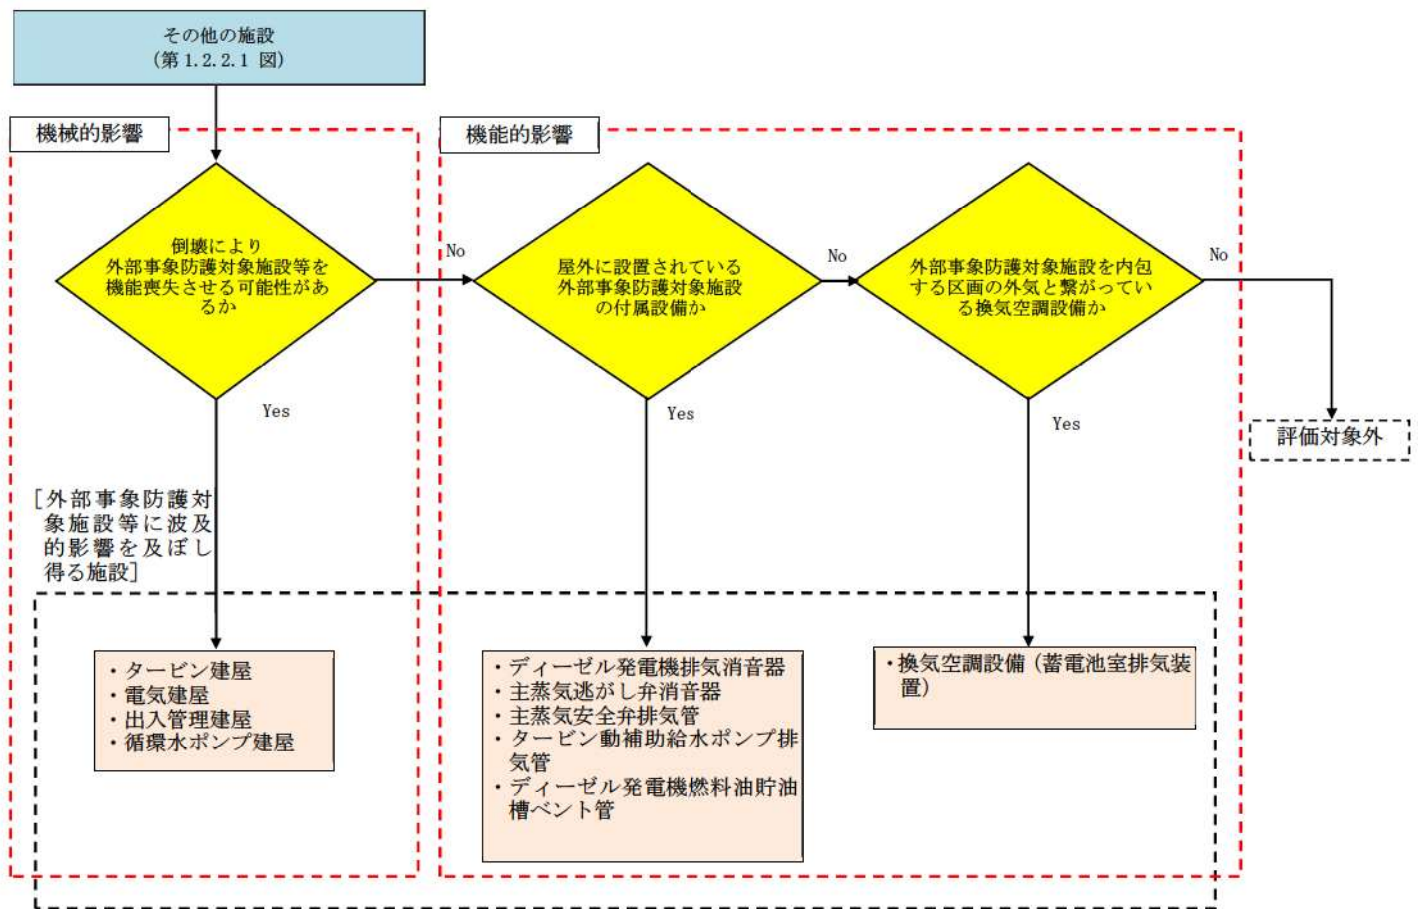 その他の施設
(第1.2.2.1 図)
機械的影響
機能的影響
倒壊により
外部事象防護対象施設等を
機能喪失させる可能性があ
るか
No
屋外に設置されている
外部事象防護対象施設
の付属設備か
No
外部事象防護対象施設を内包
する区画の外気と繋がってい
る換気空調設備か
No
Yes
Yes
Yes
評価対象外
[外部事象防護対
象施設等に波及
的影響を及ぼし
得る施設]
・タービン建屋
・電気建屋
・出入管理建屋
・循環水ポンプ建屋
・ディーゼル発電機排気消音器
・主蒸気逃がし弁消音器
・主蒸気安全弁排気管
・タービン動補助給水ポンプ排
気管
・ディーゼル発電機燃料油貯油
槽ベント管
・換気空調設備(蓄電池室排気装
置)